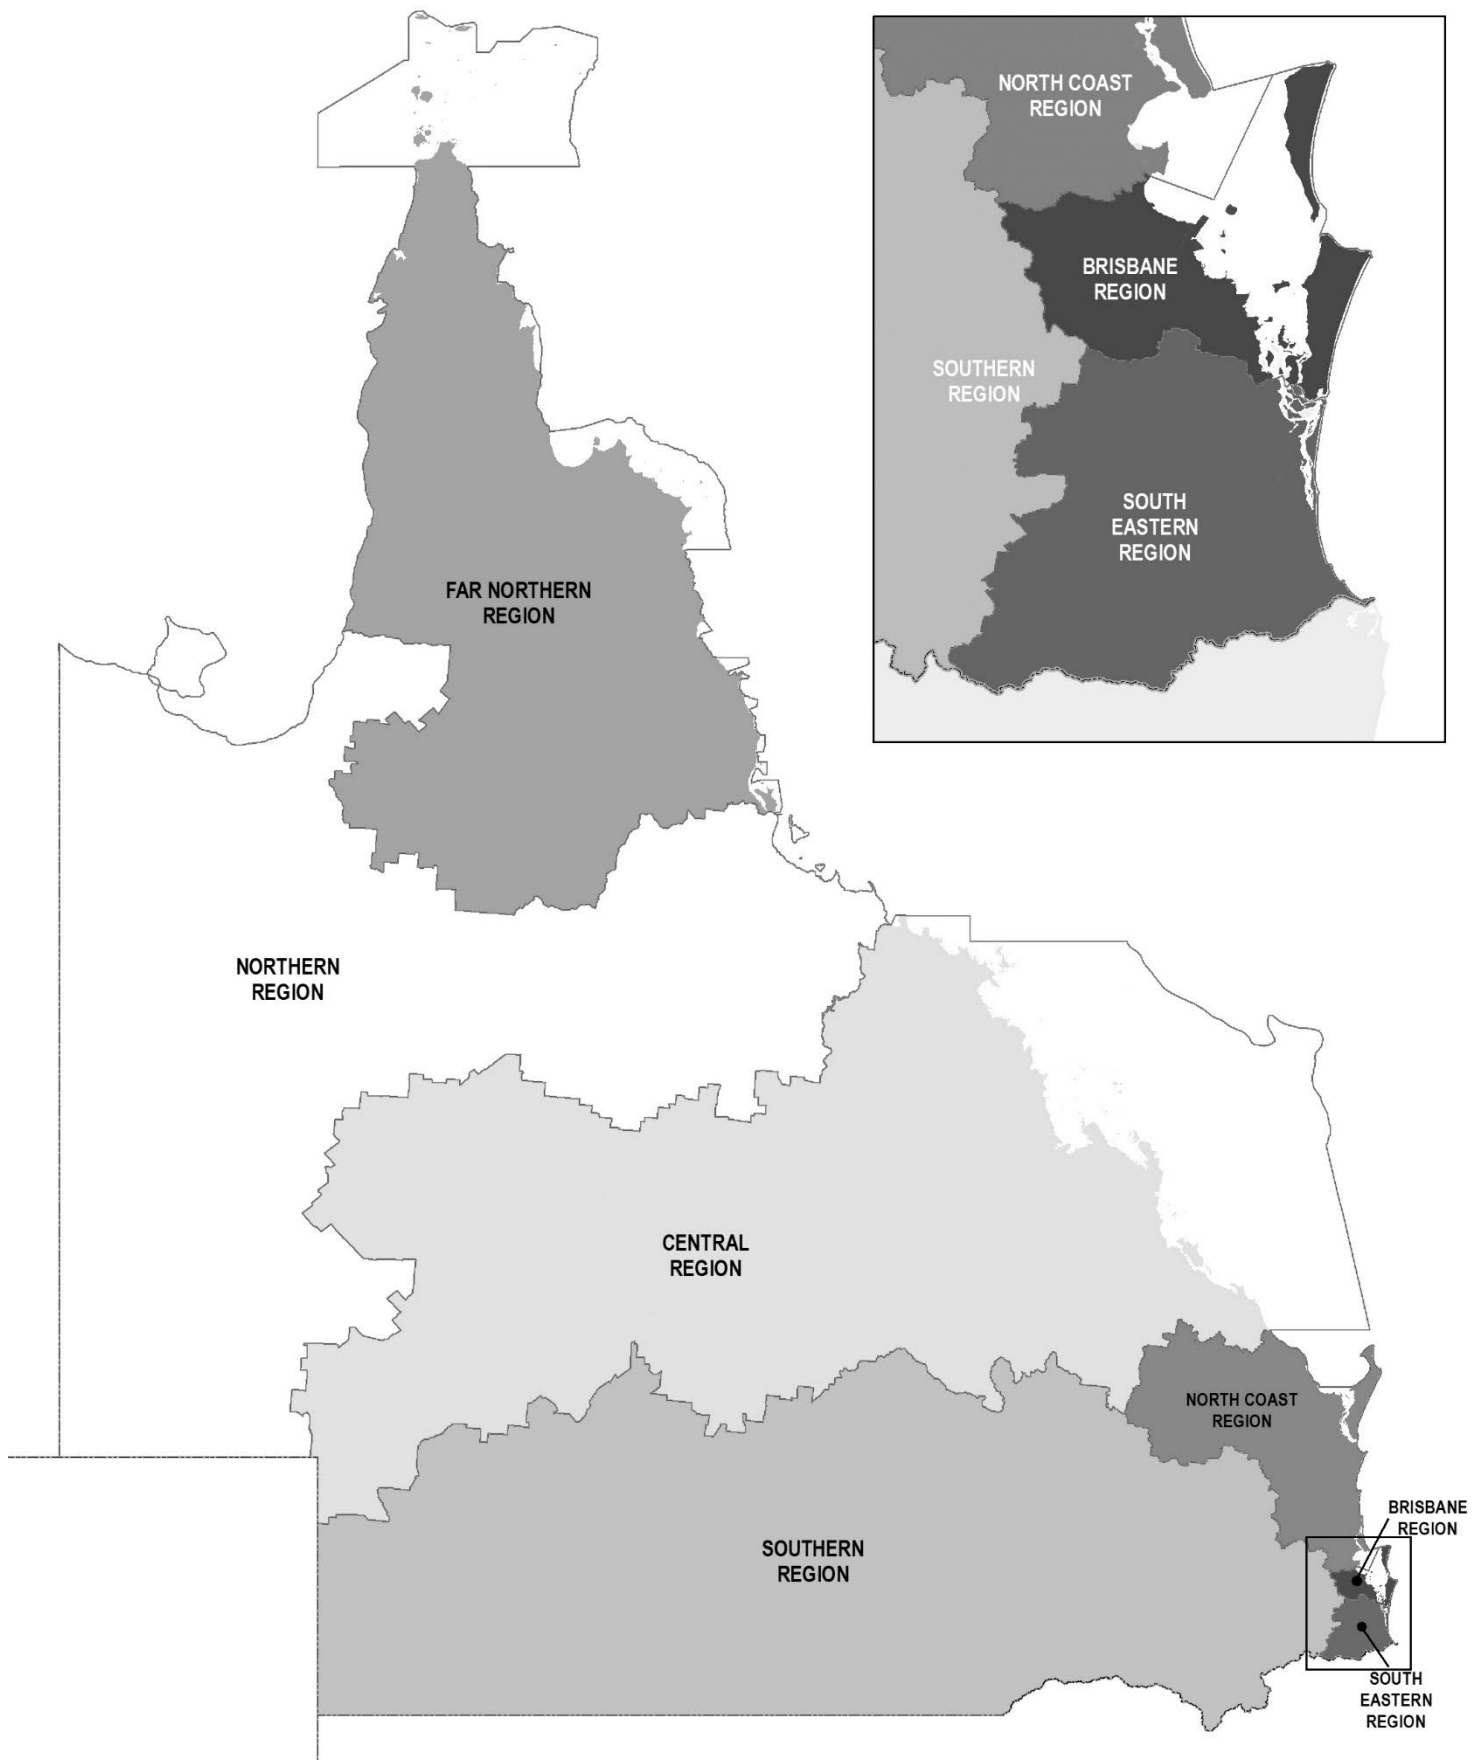 NORTH COAST
REGION
BRISBANE
REGION
SOUTHERN
REGION
SOUTH
EASTERN
REGION
FAR NORTHERN
REGION
NORTHERN
REGION
CENTRAL
REGION
NORTH COAST
REGION
BRISBANE
REGION
SOUTHERN
REGION
SOUTH
EASTERN
REGION